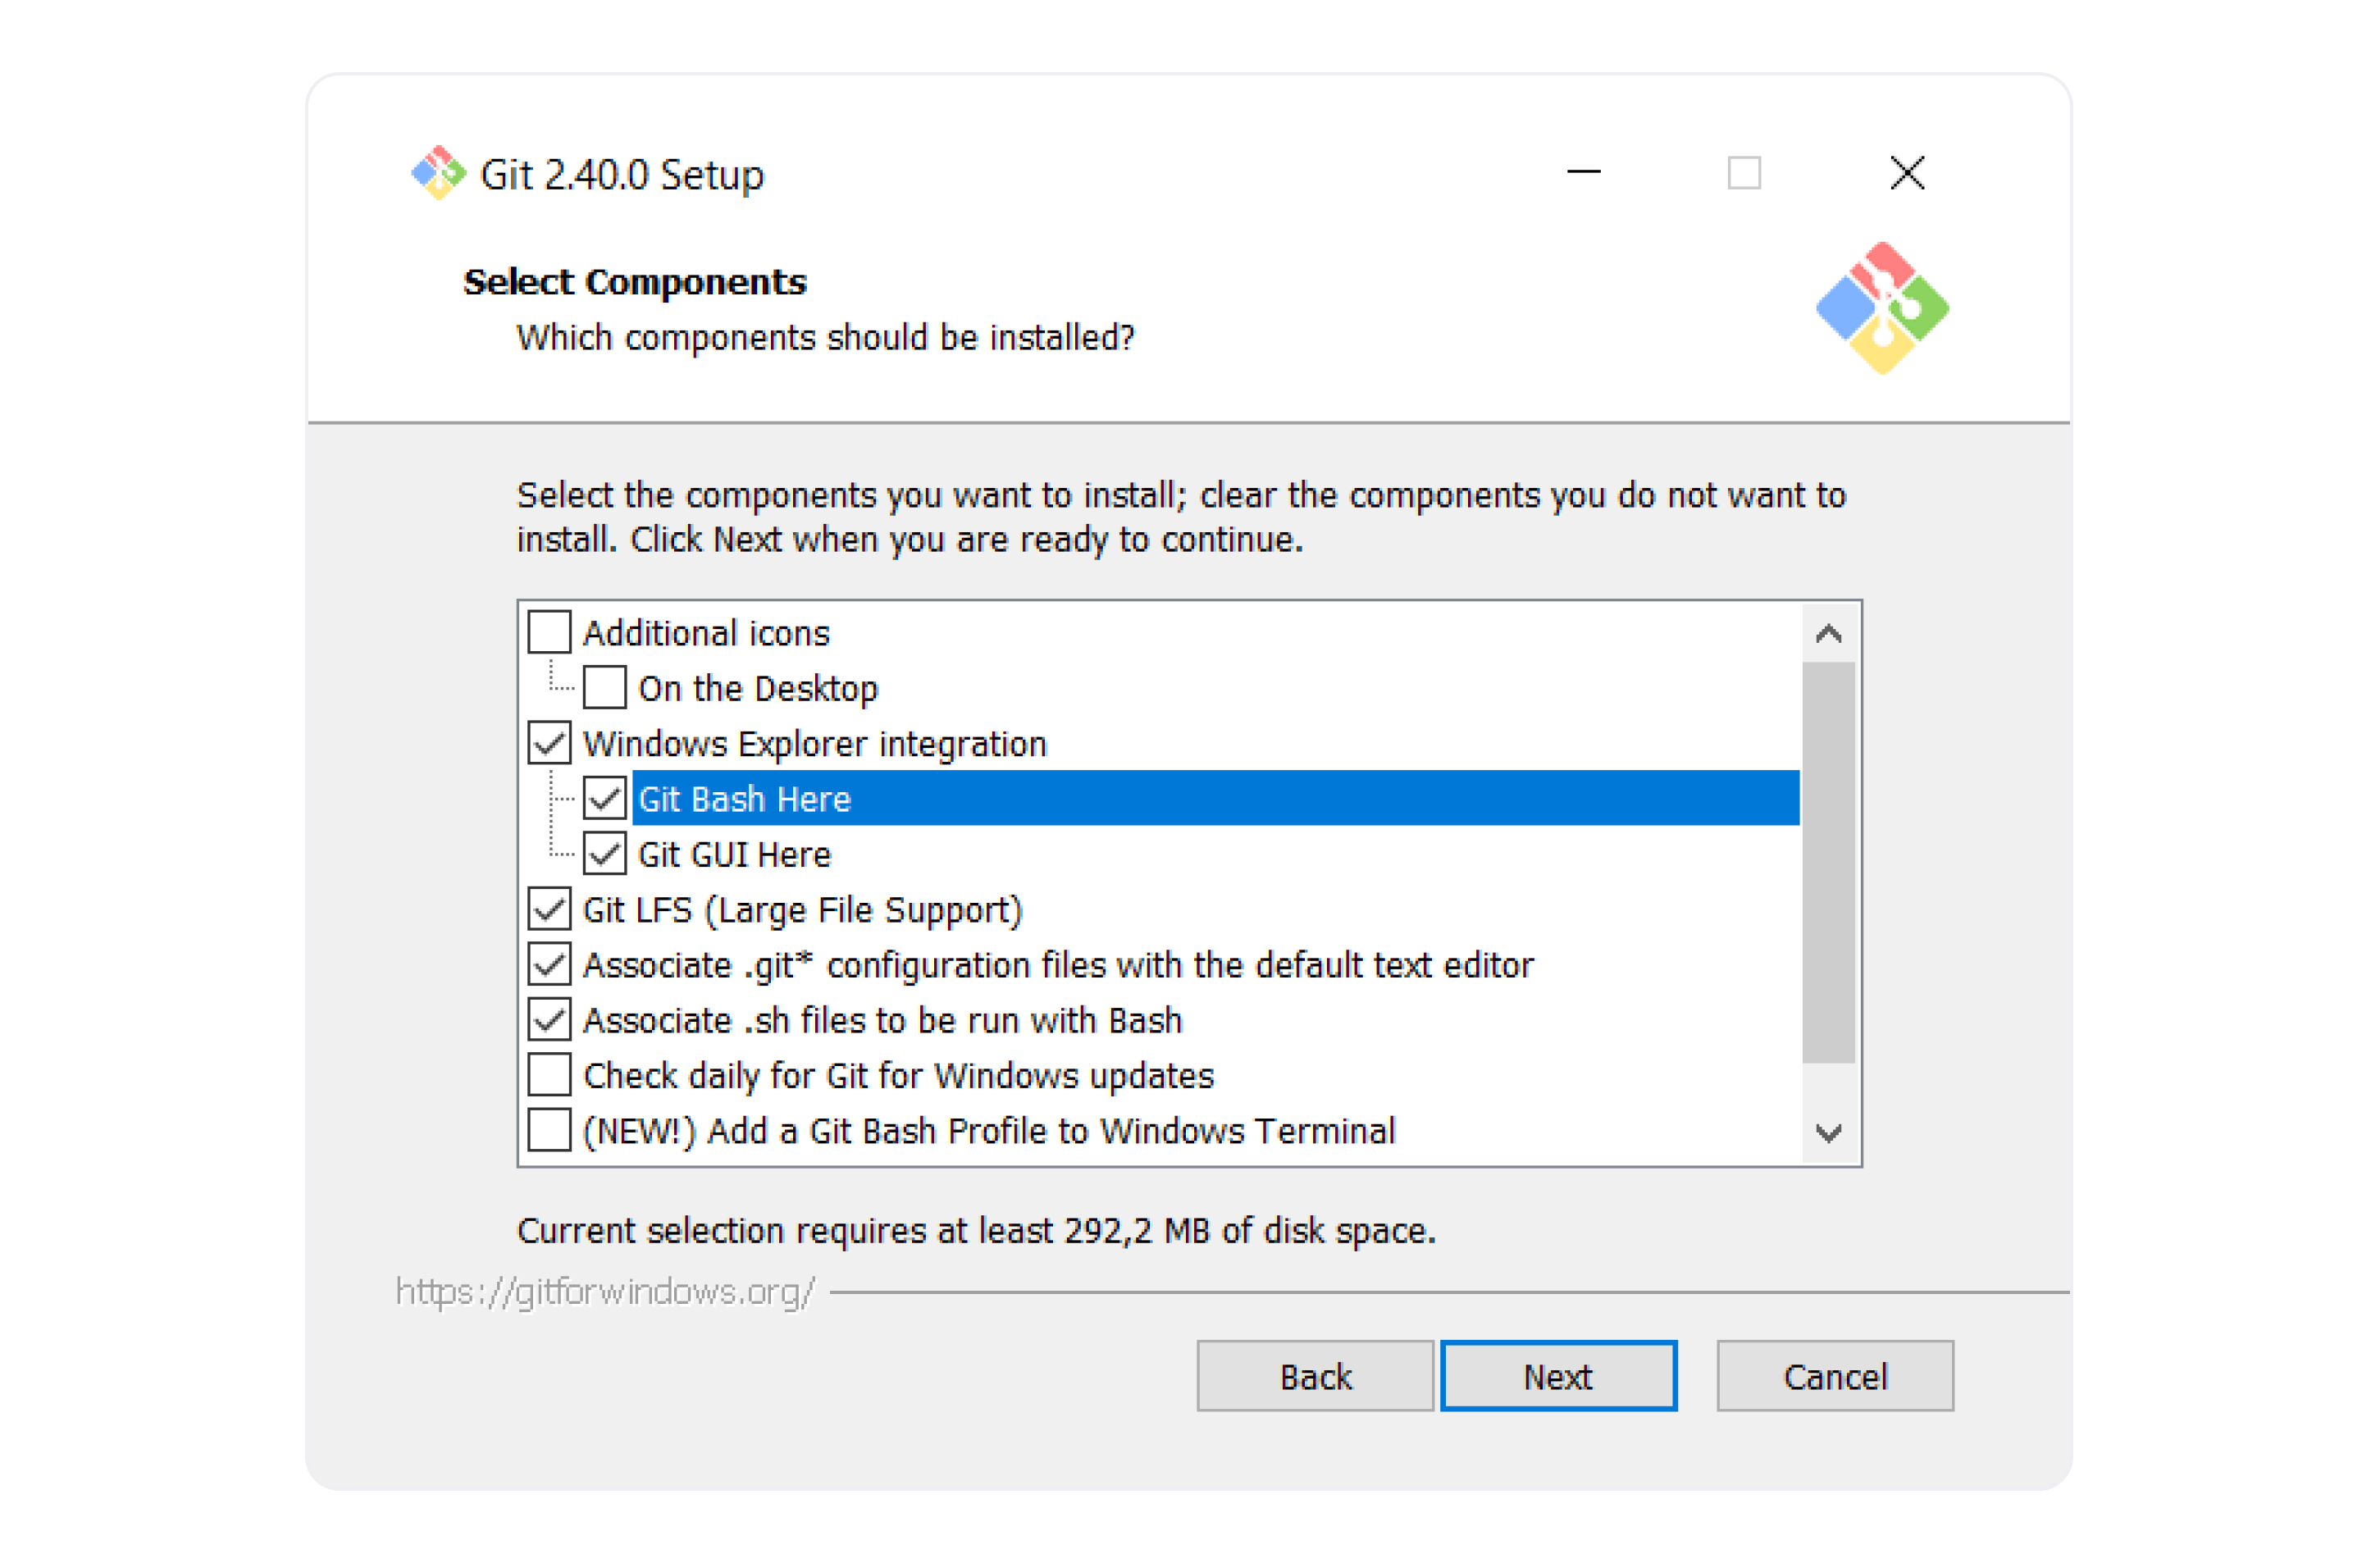 Git 2.40.0 Setup
Select Components
Which components should be installed?
Select the components you want to install; clear the components you do not want to
install. Click Next when you are ready to continue.
Additional icons
On the Desktop
Windows Explorer integration
Git Bash Here
Git GUI Here
Git LFS (Large File Support)
Associate .git* configuration files with the default text editor
Associate .sh files to be run with Bash
Check daily for Git for Windows updates
(NEW!) Add a Git Bash Profile to Windows Terminal
Current selection requires at least 292,2 MB of disk space.
https://gitforwindows.org/
Back Next Cancel